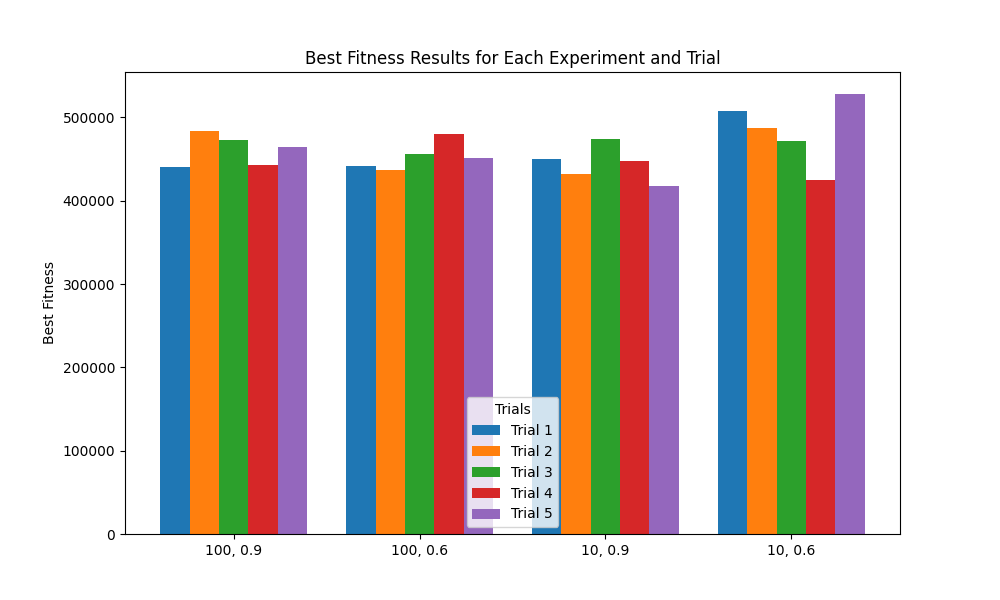 Best Fitness Results for Each Experiment and Trial
Best Fitness
500000
400000
300000
200000
100000
0
Trials
Trial 1
Trial 2
Trial 3
Trial 4
Trial 5
100, 0.9
100, 0.6
10, 0.9
10, 0.6